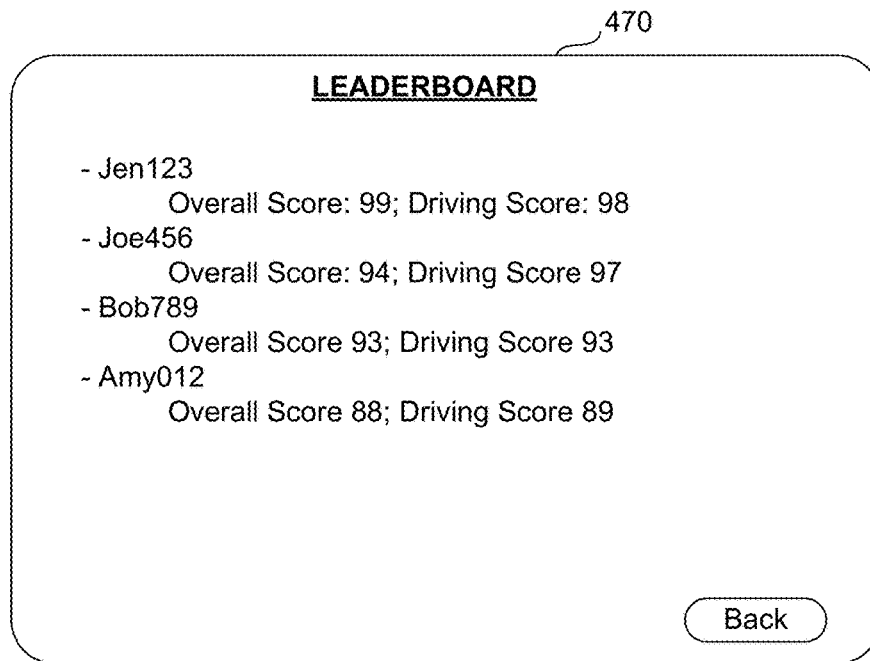 470
LEADERBOARD
- Jen123
Overall Score: 99; Driving Score: 98
- Joe456
Overall Score: 94; Driving Score 97
- Bob789
Overall Score 93; Driving Score 93
- Amy012
Overall Score 88; Driving Score 89
Back